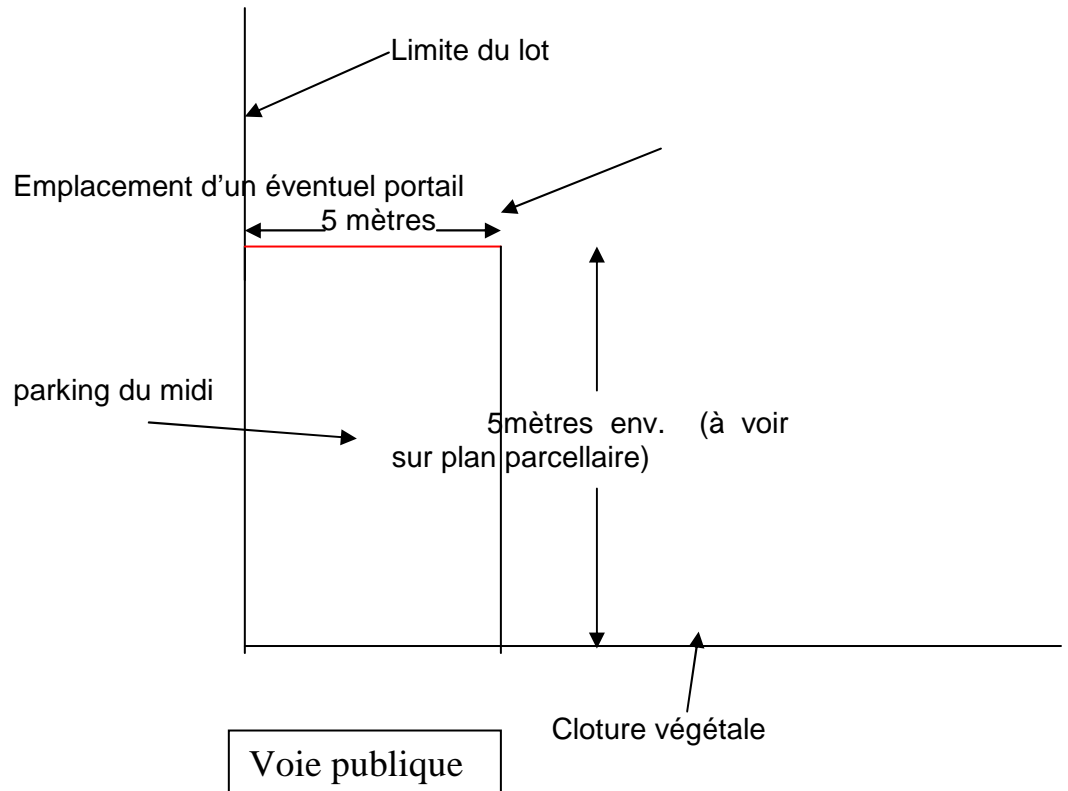 Limite du lot
Emplacement d'un éventuel portail
5 mètres
parking du midi
5mètres env. (à voir
sur plan parcellaire)
Cloture végétale
Voie publique